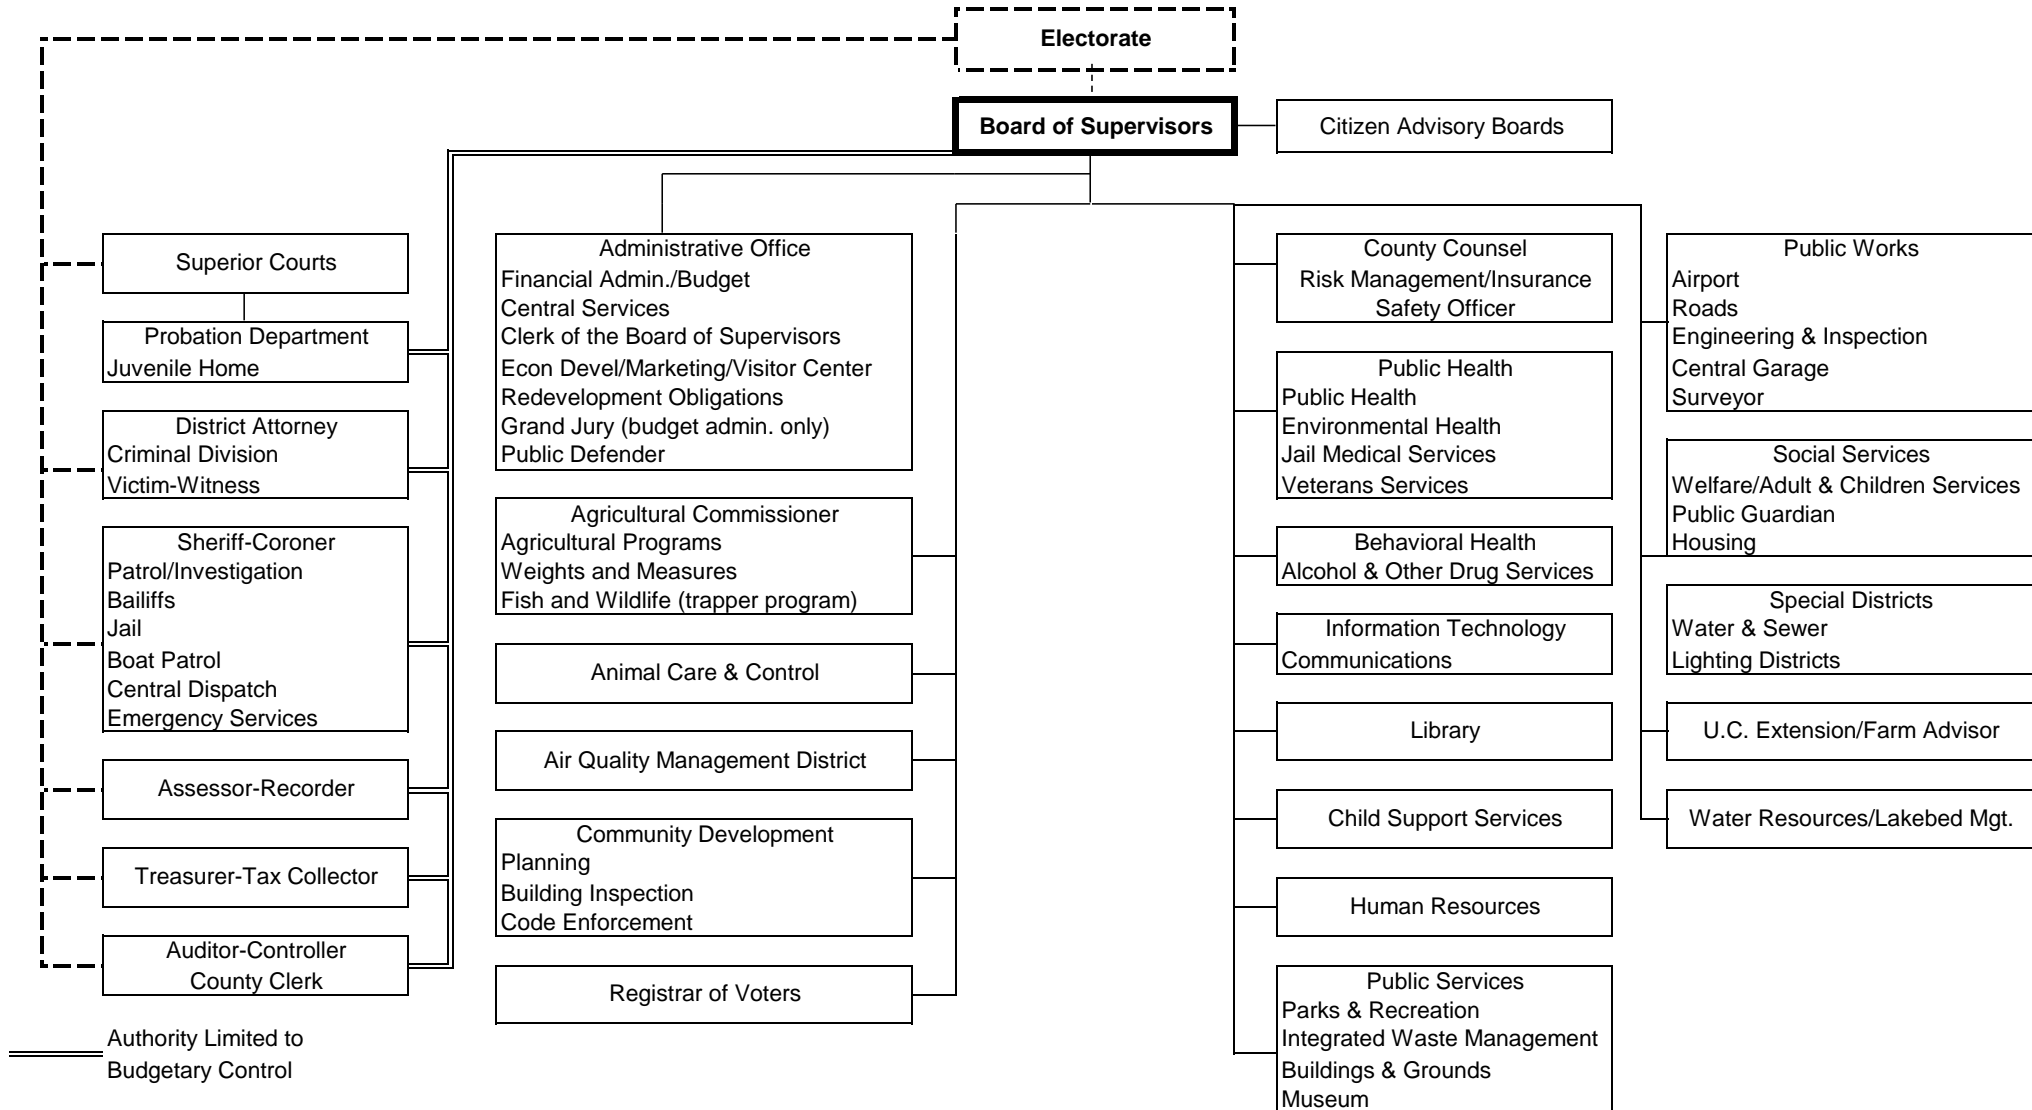 Electorate
Board of Supervisors
Citizen Advisory Boards
Superior Courts
Probation Department
Juvenile Home
District Attorney
Criminal Division
Victim-Witness
Sheriff-Coroner
Patrol/Investigation
Bailiffs
Jail
Boat Patrol
Central Dispatch
Emergency Services
Assessor-Recorder
Treasurer-Tax Collector
Auditor-Controller
County Clerk
Authority Limited to
Budgetary Control
Administrative Office
Financial Admin./Budget
Central Services
Clerk of the Board of Supervisors
Econ Devel/Marketing/Visitor Center
Redevelopment Obligations
Grand Jury (budget admin. only)
Public Defender
Agricultural Commissioner
Agricultural Programs
Weights and Measures
Fish and Wildlife (trapper program)
Animal Care & Control
Air Quality Management District
Community Development
Planning
Building Inspection
Code Enforcement
Registrar of Voters
County Counsel
Risk Management/Insurance
Safety Officer
Public Health
Public Health
Environmental Health
Jail Medical Services
Veterans Services
Behavioral Health
Alcohol & Other Drug Services
Information Technology
Communications
Library
Child Support Services
Human Resources
Public Services
Parks & Recreation
Integrated Waste Management
Buildings & Grounds
Museum
Public Works
Airport
Roads
Engineering & Inspection
Central Garage
Surveyor
Social Services
Welfare/Adult & Children Services
Public Guardian
Housing
Special Districts
Water & Sewer
Lighting Districts
U.C. Extension/Farm Advisor
Water Resources/Lakebed Mgt.